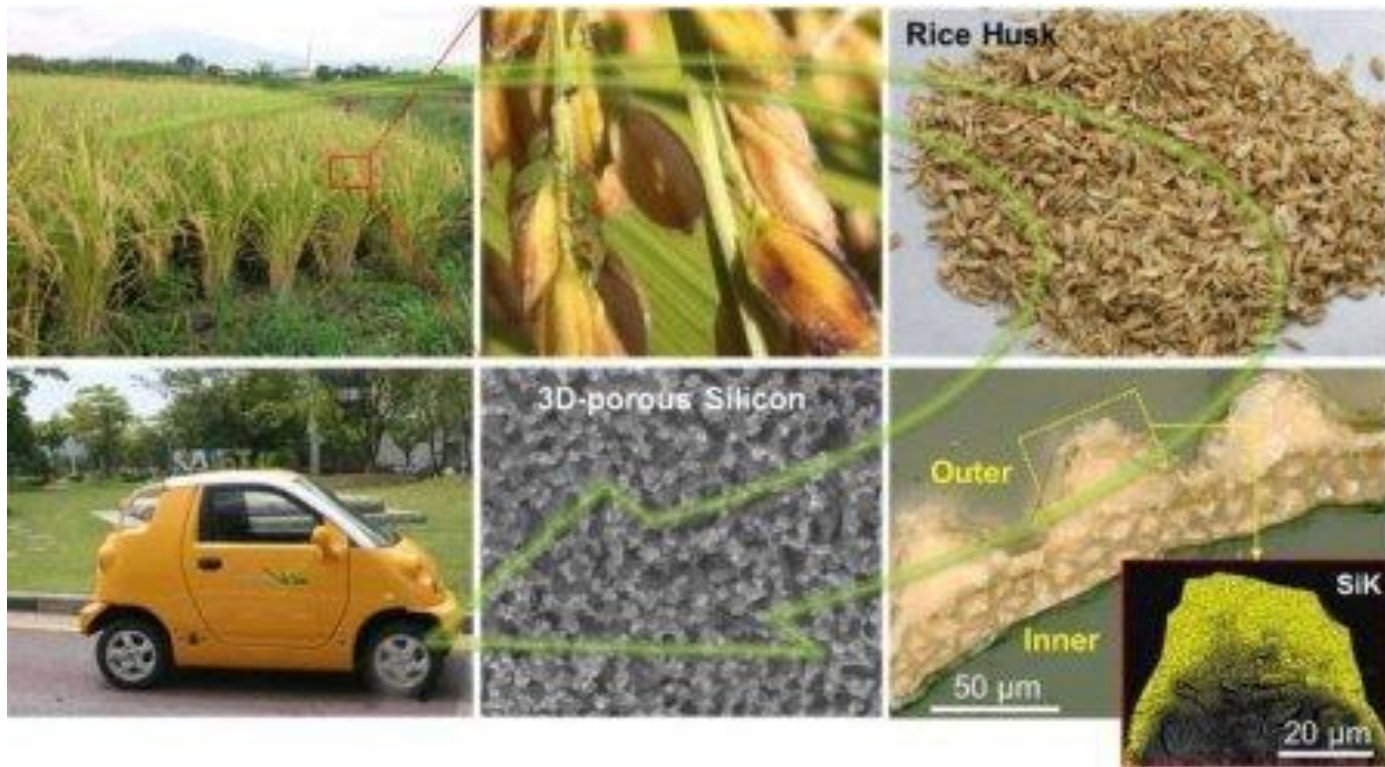 Rice Husk
3D-porous Silicon
Outer
Inner
50 μm
SiK
20 μm